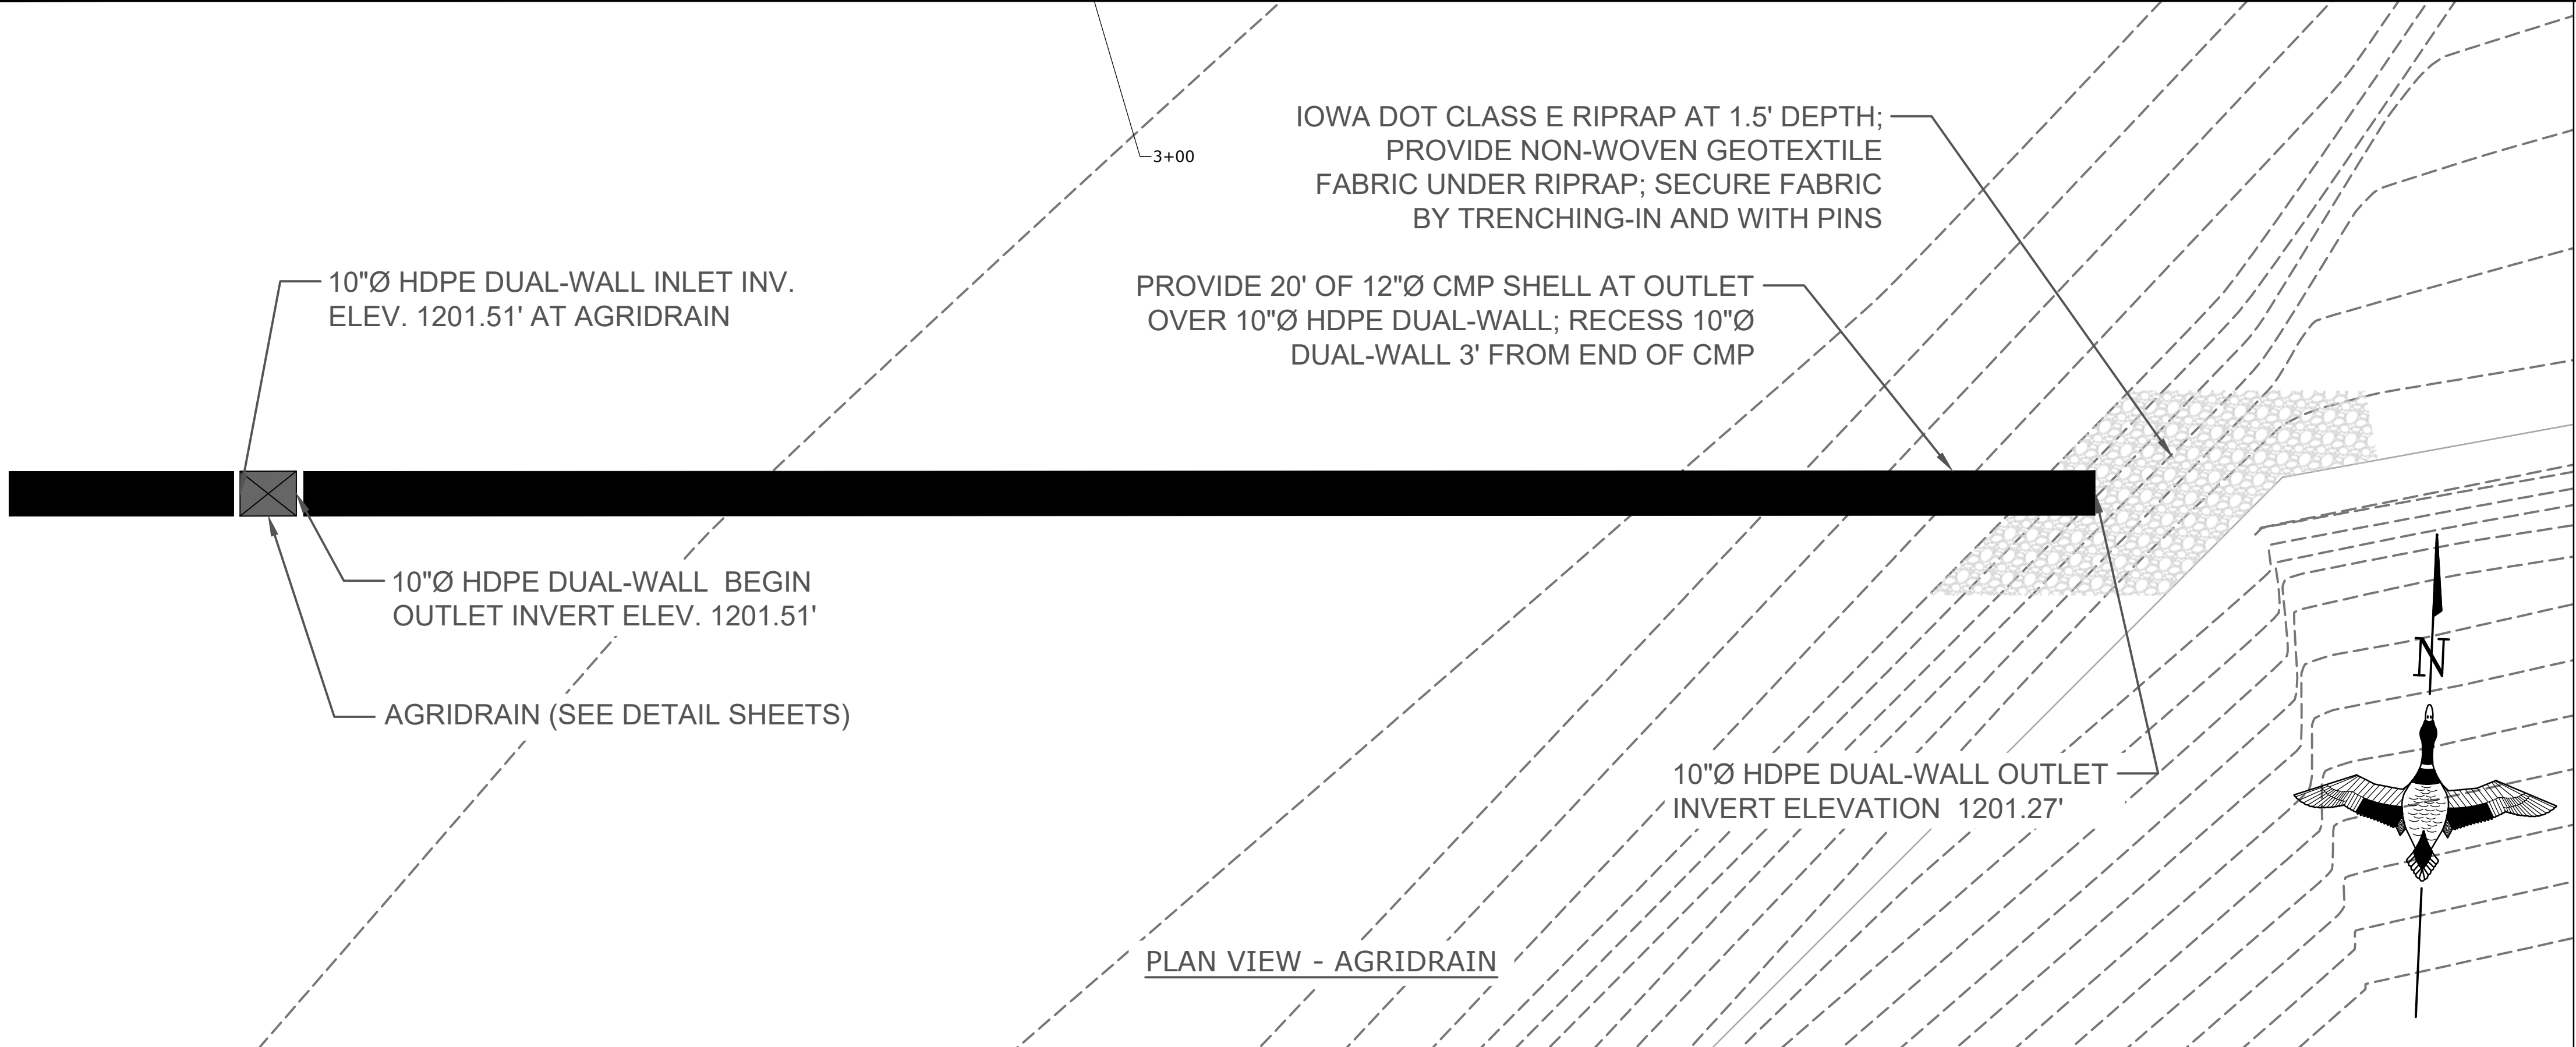 3+00
IOWA DOT CLASS E RIPRAP AT 1.5' DEPTH;
PROVIDE NON-WOVEN GEOTEXTILE
FABRIC UNDER RIPRAP; SECURE FABRIC
BY TRENCHING-IN AND WITH PINS
10"Ø HDPE DUAL-WALL INLET INV.
ELEV. 1201.51' AT AGRIDRAIN
PROVIDE 20' OF 12"Ø CMP SHELL AT OUTLET
OVER 10"Ø HDPE DUAL-WALL; RECESS 10"Ø
DUAL-WALL 3' FROM END OF CMP
10"Ø HDPE DUAL-WALL BEGIN
OUTLET INVERT ELEV. 1201.51'
AGRIDRAIN (SEE DETAIL SHEETS)
N
10"Ø HDPE DUAL-WALL OUTLET
INVERT ELEVATION 1201.27'
PLAN VIEW - AGRIDRAIN